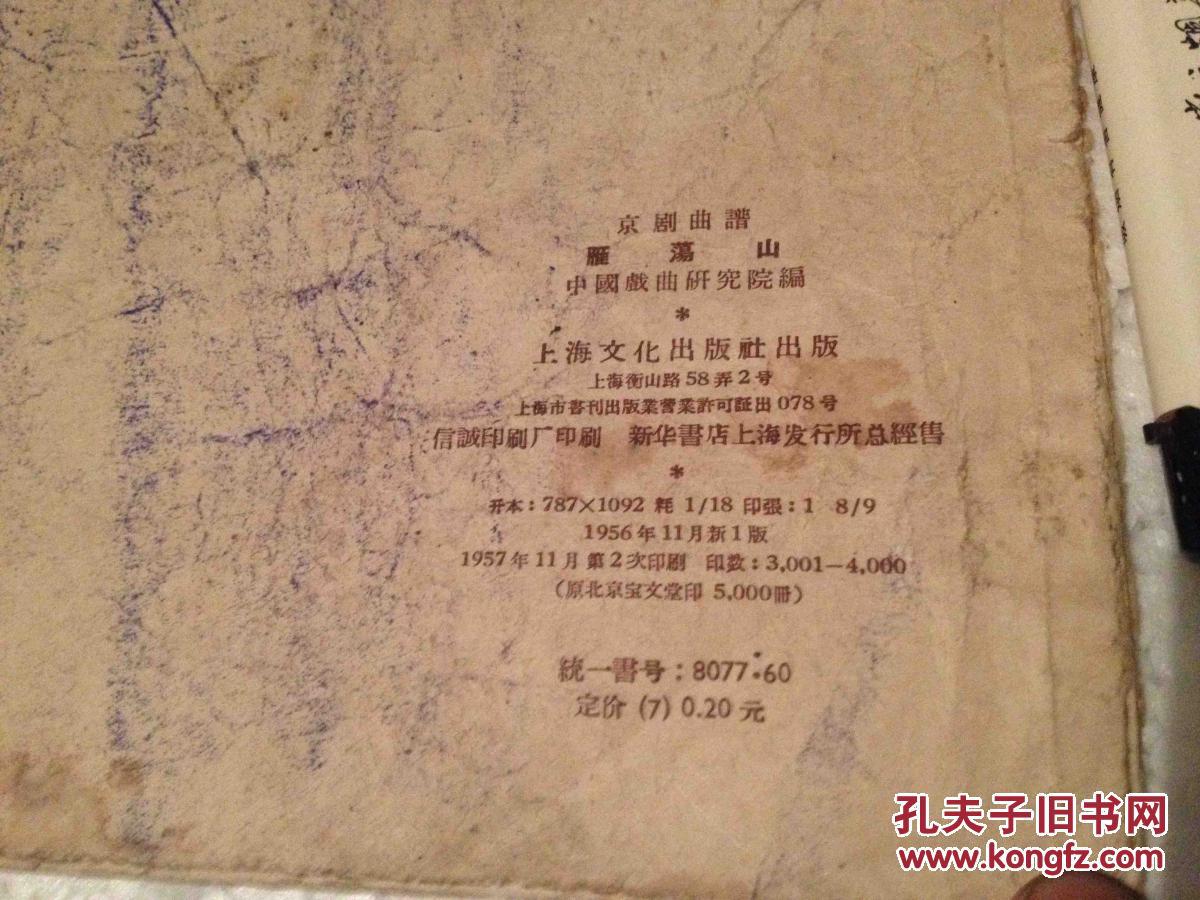 京剧曲譜
雁蕩山
中國戲曲研究院編
*
上海文化出版社出版
上海衡山路58弄2号
上海市書刊出版業營業許可証出078号
信誠印刷厂印刷 新华書店上海发行所总經售
*
开本：787×1092 耗 1/18 印張：1 8/9
1956年11月新1版
1957年11月第2次印刷 印数：3,001—4,000
（原北京宝文堂印 5,000冊）
統一書号：8077·60
定价 (7) 0.20元
孔夫子旧书网
www.kongfz.com